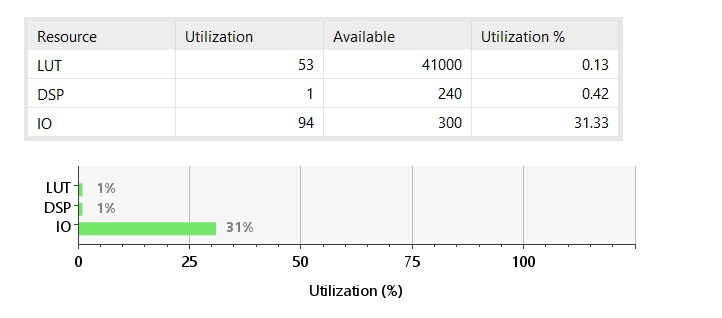 Resource Utilization Available Utilization %
LUT 53 41000 0.13
DSP 1 240 0.42
IO 94 300 31.33
LUT 1%
DSP 1%
IO 31%
0 25 50 75 100
Utilization (%)